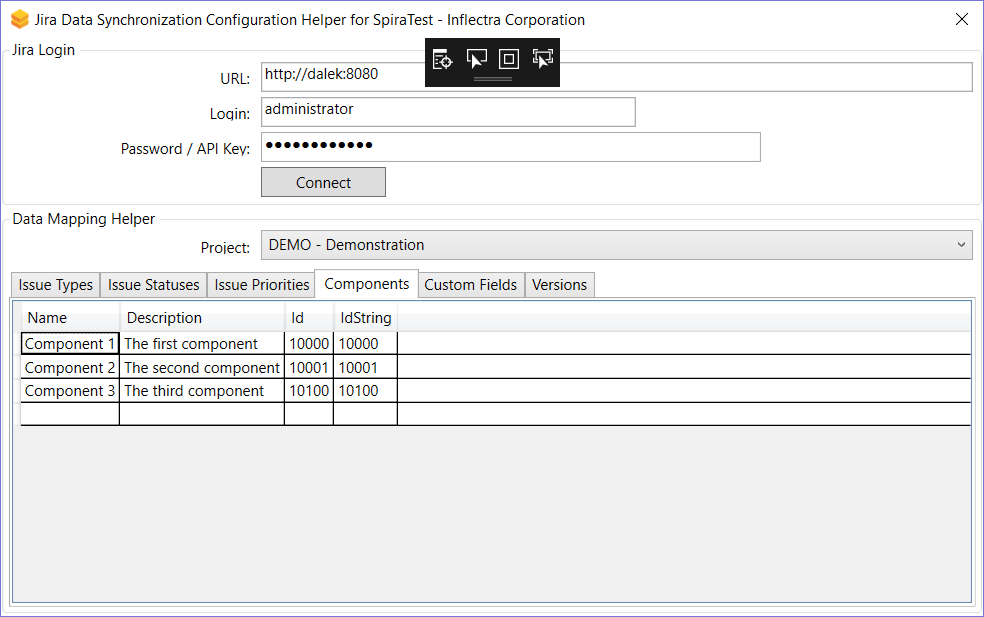 Jira Data Synchronization Configuration Helper for SpiraTest - Inflectra Corporation
Jira Login
URL: http://dalek:8080
Login: administrator
Password / API Key: ●●●●●●●●●●●●
Connect
Data Mapping Helper
Project: DEMO - Demonstration
Issue Types Issue Statuses Issue Priorities Components Custom Fields Versions
Name Description Id IdString
Component 1 The first component 10000 10000
Component 2 The second component 10001 10001
Component 3 The third component 10100 10100